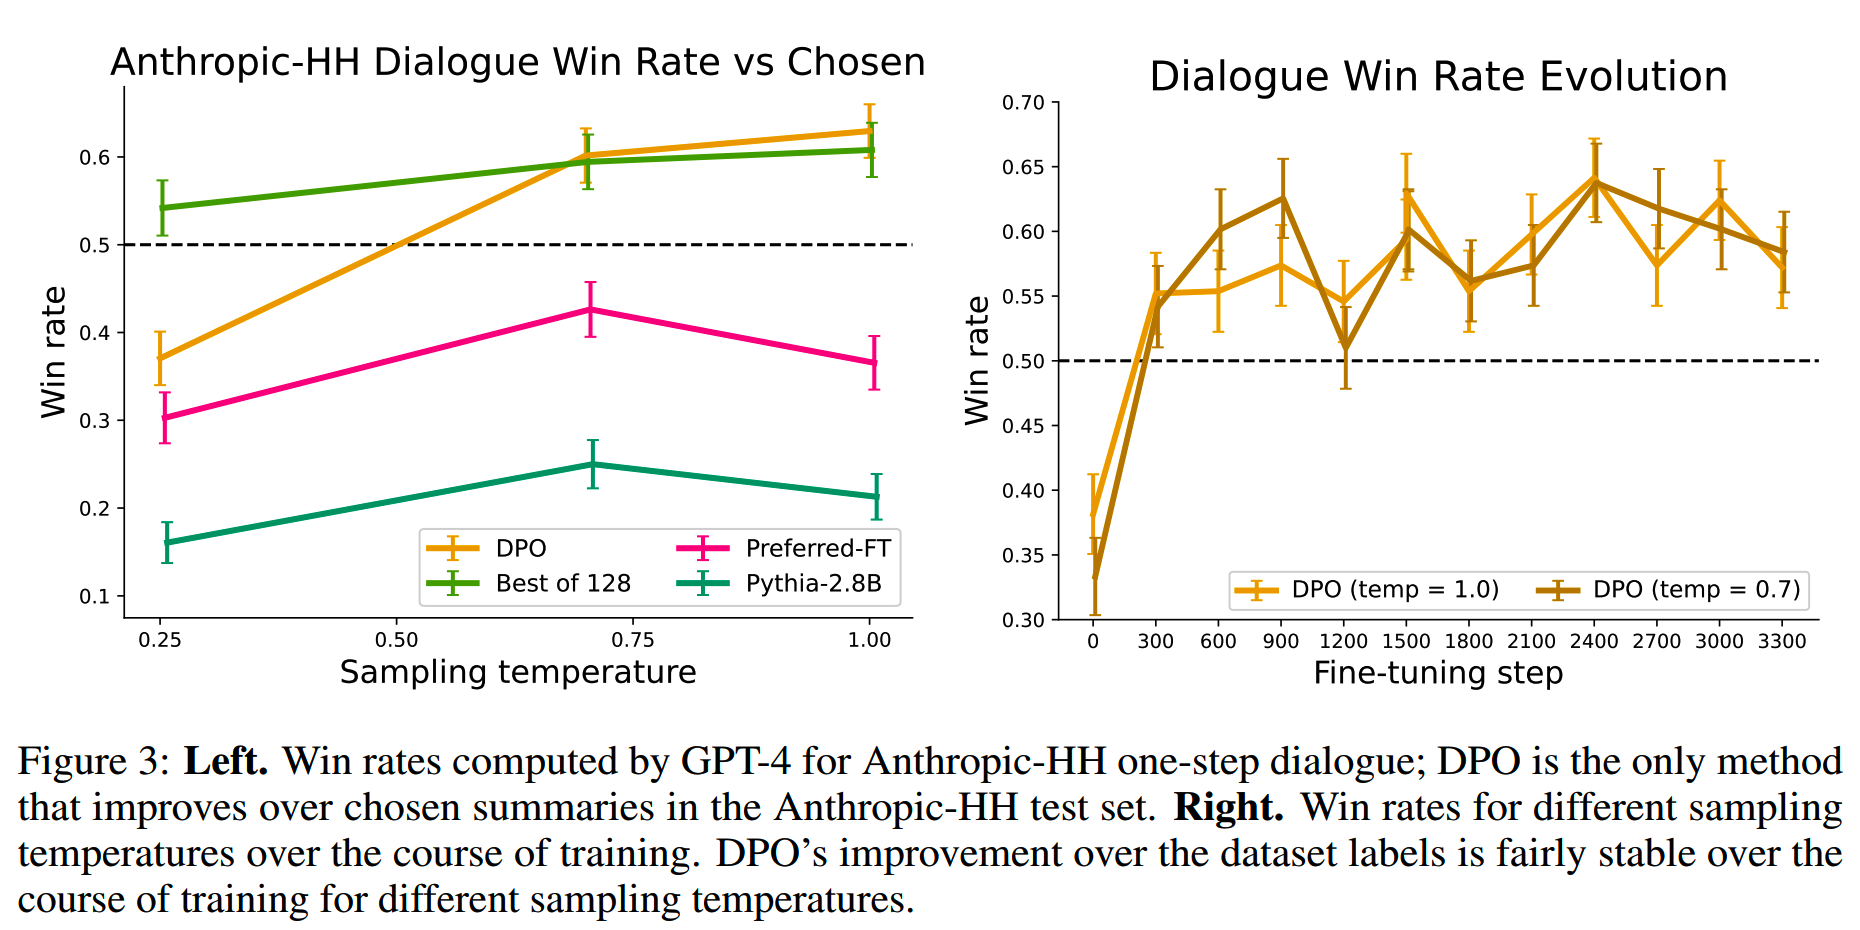 Anthropic-HH Dialogue Win Rate vs Chosen
Win rate
0.6
0.5
0.4
0.3
0.2
0.1
DPO
Best of 128
Preferred-FT
Pythia-2.8B
0.25 0.50 0.75 1.00
Sampling temperature
Dialogue Win Rate Evolution
Win rate
0.70
0.65
0.60
0.55
0.50
0.45
0.40
0.35
0.30
DPO (temp = 1.0) DPO (temp = 0.7)
0 300 600 900 1200 1500 1800 2100 2400 2700 3000 3300
Fine-tuning step
Figure 3: Left. Win rates computed by GPT-4 for Anthropic-HH one-step dialogue; DPO is the only method
that improves over chosen summaries in the Anthropic-HH test set. Right. Win rates for different sampling
temperatures over the course of training. DPO's improvement over the dataset labels is fairly stable over the
course of training for different sampling temperatures.